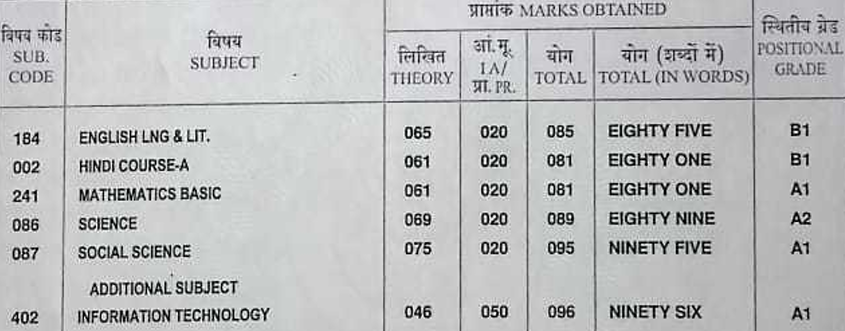 प्राप्तांक MARKS OBTAINED
विषय कोड SUB. CODE
विषय SUBJECT
लिखित THEORY
आं.मू. I.A/ प्रा. PR.
योग TOTAL
योग (शब्दों में) TOTAL (IN WORDS)
स्थितीय ग्रेड POSITIONAL GRADE
184 ENGLISH LNG & LIT. 065 020 085 EIGHTY FIVE B1
002 HINDI COURSE-A 061 020 081 EIGHTY ONE B1
241 MATHEMATICS BASIC 061 020 081 EIGHTY ONE A1
086 SCIENCE 069 020 089 EIGHTY NINE A2
087 SOCIAL SCIENCE 075 020 095 NINETY FIVE A1
ADDITIONAL SUBJECT
402 INFORMATION TECHNOLOGY 046 050 096 NINETY SIX A1